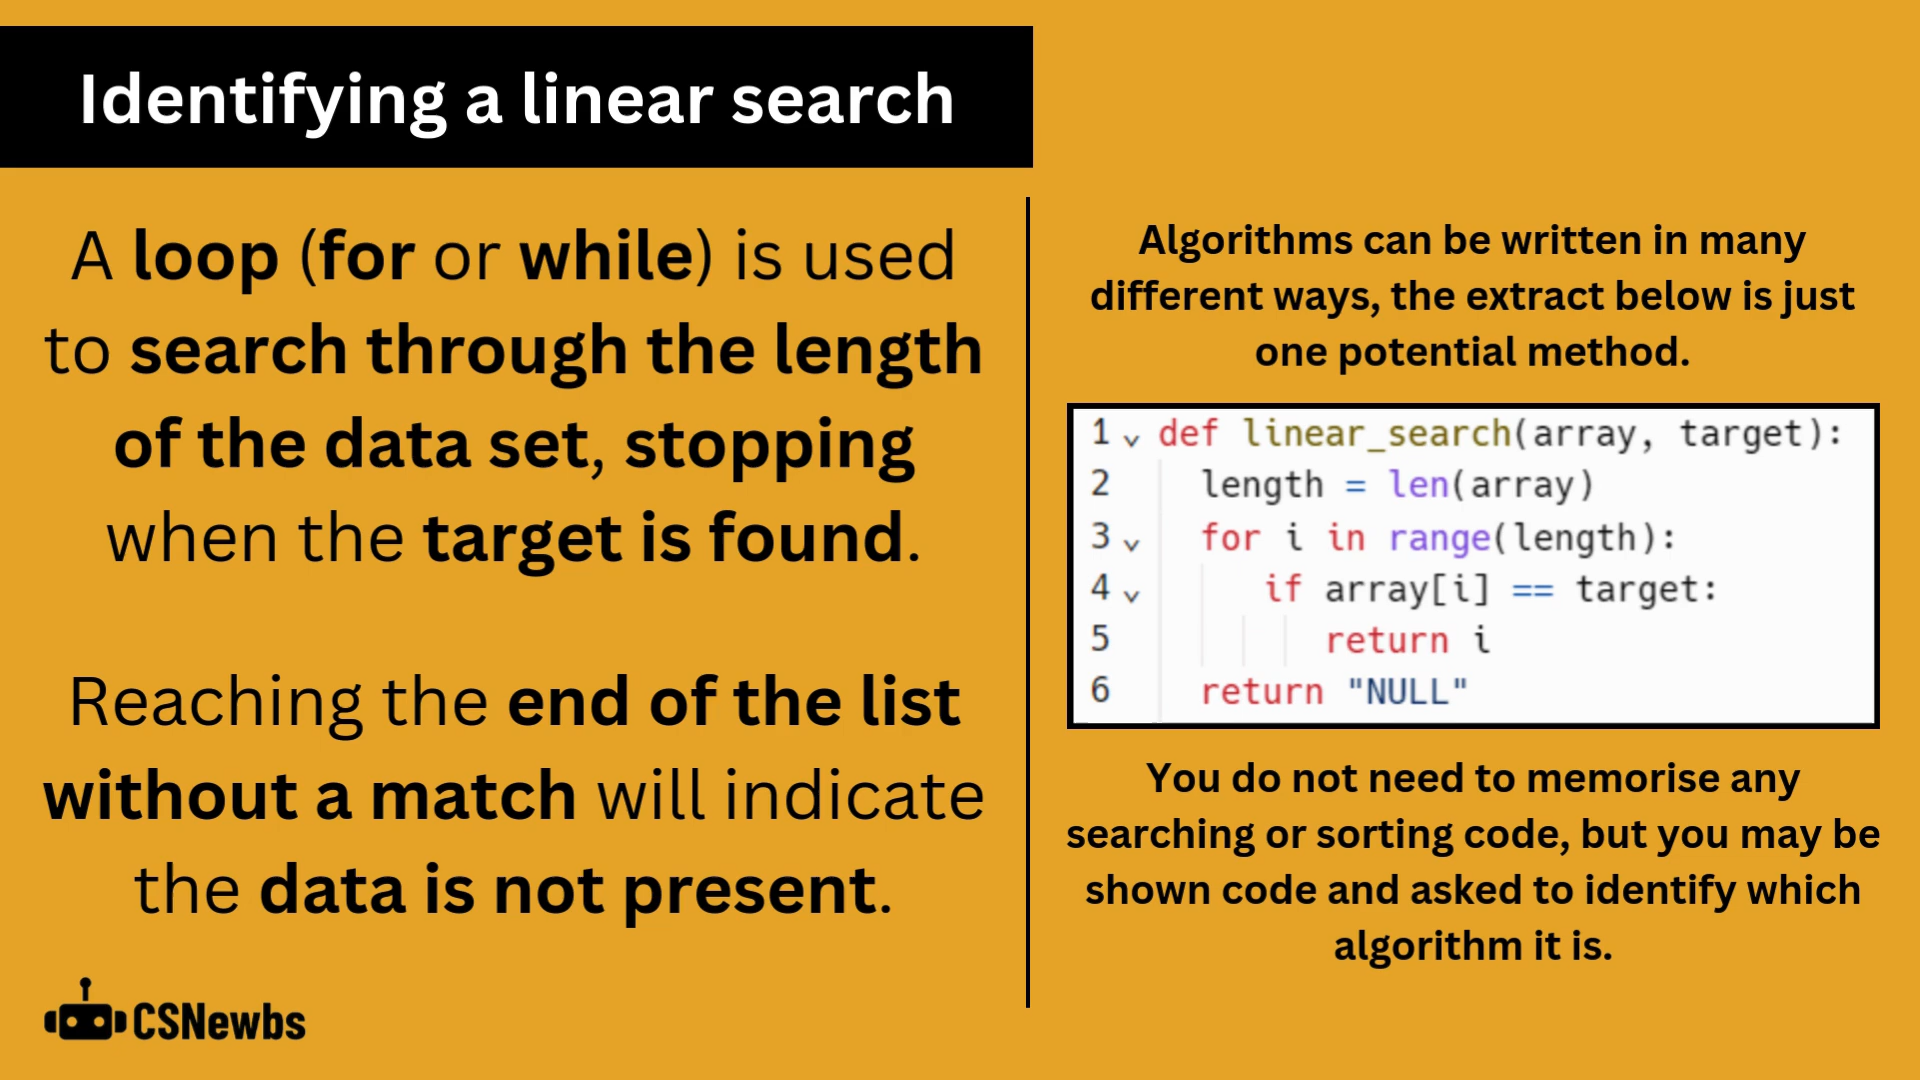 Identifying a linear search
A loop (for or while) is used
to search through the length
of the data set, stopping
when the target is found.
Reaching the end of the list
without a match will indicate
the data is not present.
CSNewbs
Algorithms can be written in many
different ways, the extract below is just
one potential method.
1 def linear_search(array, target):
2 length = len(array)
3 for i in range(length):
4 if array[i] == target:
5 return i
6 return "NULL"
You do not need to memorise any
searching or sorting code, but you may be
shown code and asked to identify which
algorithm it is.